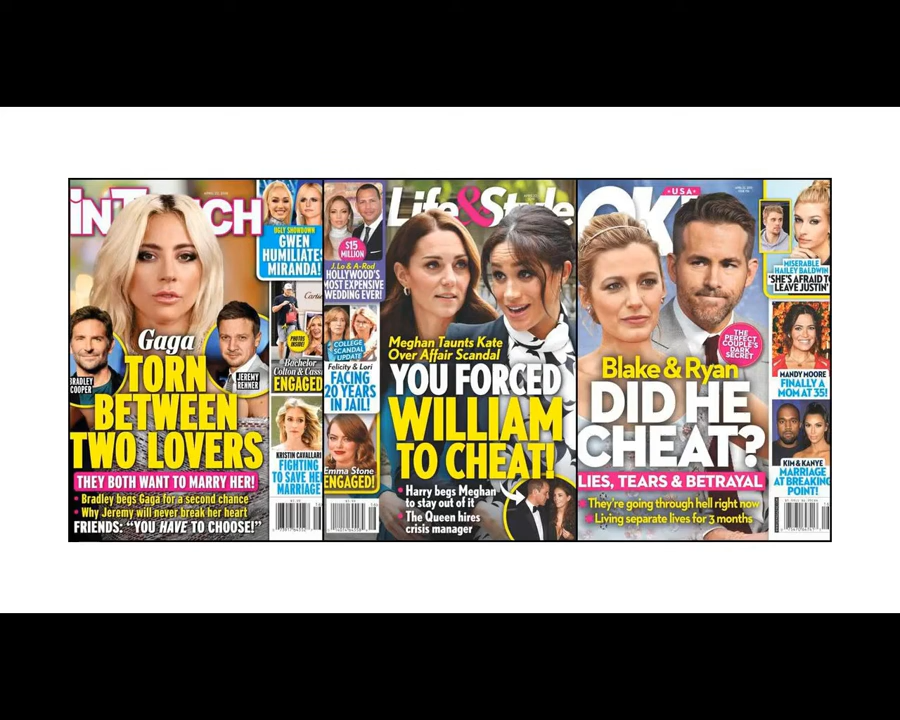 iNTOUCH
UGLY SHOWDOWN
GWEN
HUMILIATES
MIRANDA!
Cartier
PHOTOS
INSIDE!
Bachelor
Colton & Cass
ENGAGED
KRISTIN CAVALLARI
FIGHTING
TO SAVE HE
MARRIAGE
Gaga
BRADLEY
COOPER
JEREMY
RENNER
TORN
BETWEEN
TWO LOVERS
THEY BOTH WANT TO MARRY HER!
• Bradley begs Gaga for a second chance
• Why Jeremy will never break her heart
FRIENDS: “YOU HAVE TO CHOOSE!”
$15
MILLION
J.Lo & A-Rod
HOLLYWOOD'S
MOST EXPENSIVE
WEDDING EVER!
COLLEGE
SCANDAL
UPDATE
Felicity & Lori
FACING
20 YEARS
IN JAIL!
Emma Stone
ENGAGED!
Life&Style
Meghan Taunts Kate
Over Affair Scandal
YOU FORCED
WILLIAM
TO CHEAT!
• Harry begs Meghan
to stay out of it
• The Queen hires
crisis manager
OK!
USA
THE
PERFECT
COUPLE'S
DARK
SECRET
Blake & Ryan
DID HE
CHEAT?
LIES, TEARS & BETRAYAL
• They're going through hell right now
• Living separate lives for 3 months
MISERABLE
HAILEY BALDWIN
'SHE'S AFRAID T
LEAVE JUSTIN'
MANDY MOORE
FINALLY A
MOM AT 35!
KIM & KANYE
MARRIAGE
AT BREAKING
POINT!